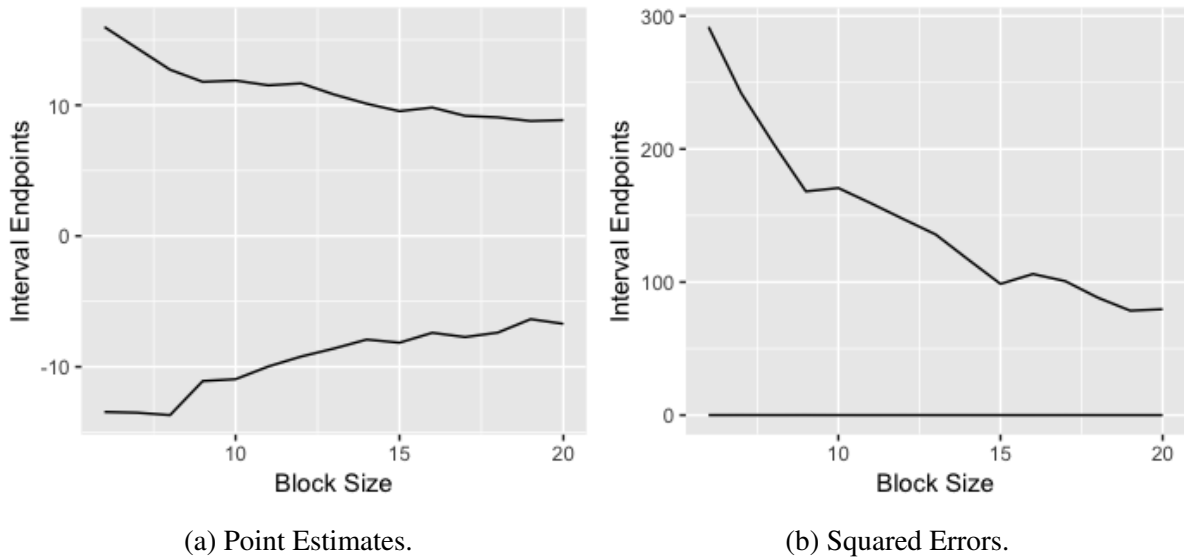 Interval Endpoints
10
0
-10
10
15
20
Block Size
(a) Point Estimates.
Interval Endpoints
300
200
100
0
10
15
20
Block Size
(b) Squared Errors.